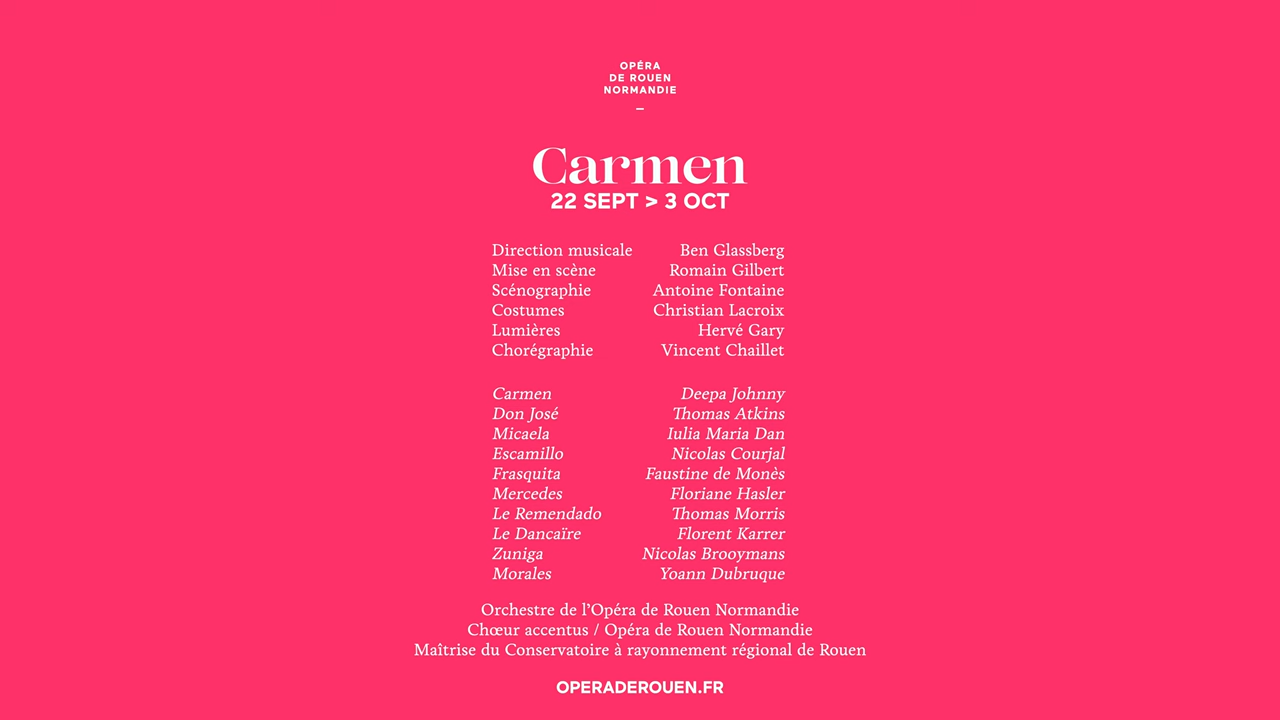 OPÉRA
DE ROUEN
NORMANDIE
–
Carmen
22 SEPT > 3 OCT
Direction musicale Ben Glassberg
Mise en scène Romain Gilbert
Scénographie Antoine Fontaine
Costumes Christian Lacroix
Lumières Hervé Gary
Chorégraphie Vincent Chaillet
Carmen Deepa Johnny
Don José Thomas Atkins
Micaela Iulia Maria Dan
Escamillo Nicolas Courjal
Frasquita Faustine de Monès
Mercedes Floriane Hasler
Le Remendado Thomas Morris
Le Dancaïre Florent Karrer
Zuniga Nicolas Brooymans
Morales Yoann Dubruque
Orchestre de l’Opéra de Rouen Normandie
Chœur accentus / Opéra de Rouen Normandie
Maîtrise du Conservatoire à rayonnement régional de Rouen
OPERADEROUEN.FR